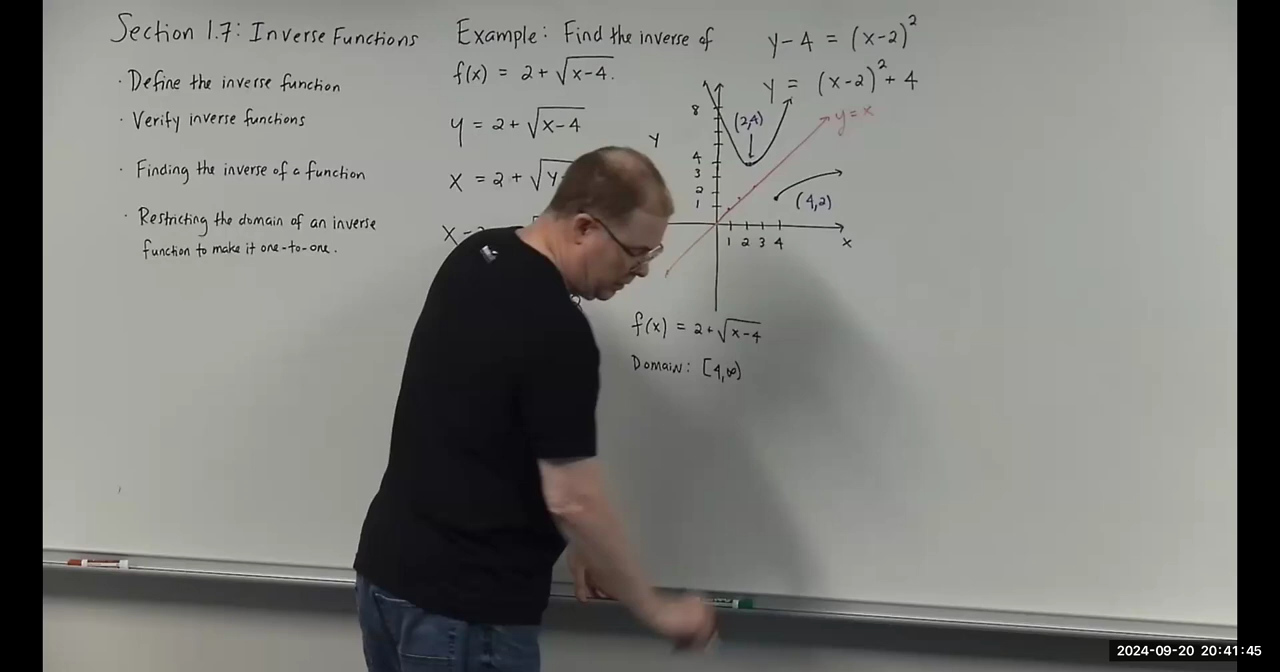 Section 1.7: Inverse Functions
· Define the inverse function
· Verify inverse functions
· Finding the inverse of a function
· Restricting the domain of an inverse
function to make it one-to-one.
Example: Find the inverse of
f(x) = 2 + √x-4.
y = 2 + √x-4
x = 2 + √y
x -
y - 4 = (x-2)²
y = (x-2)² + 4
y = x
y
8
4
3
2
1
(2,4)
(4,2)
1 2 3 4
x
f(x) = 2 + √x-4
Domain: [4,∞)
2024-09-20 20:41:45